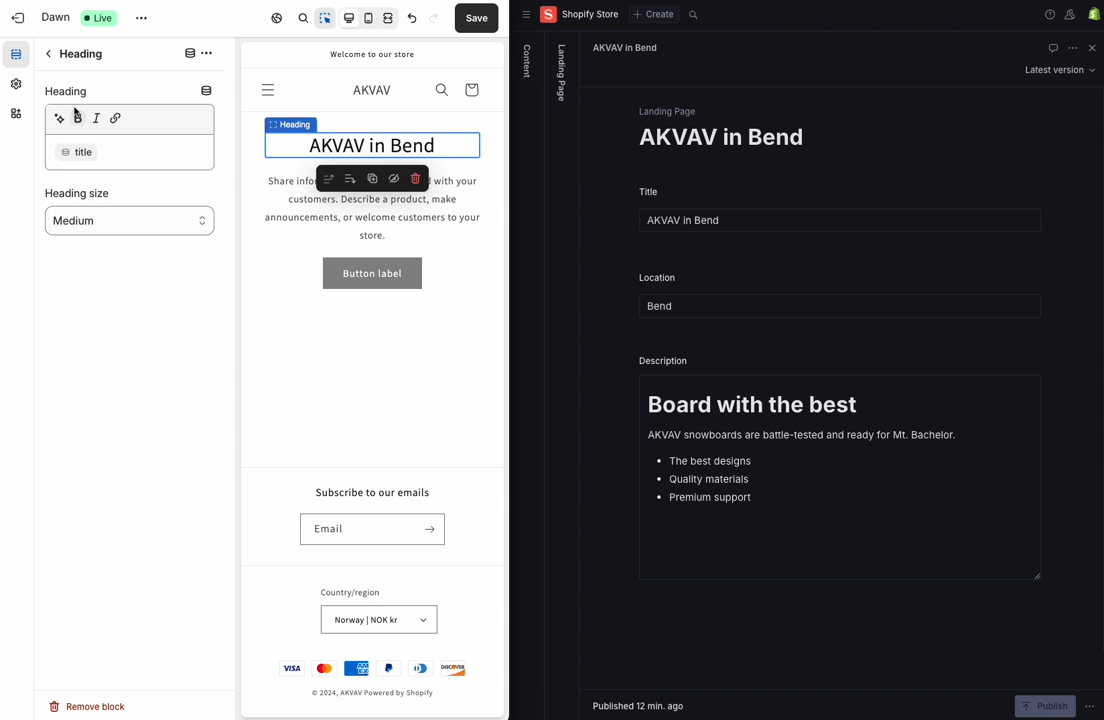 Dawn
Live
Save
Heading
Heading
B
I
title
Heading size
Medium
Remove block
Welcome to our store
AKVAV
Heading
AKVAV in Bend
Share infor
d with your
customers. Describe a product, make
announcements, or welcome customers to your
store.
Button label
Subscribe to our emails
Email
Country/region
Norway | NOK kr
VISA
AM EX
DISCOVER
© 2024, AKVAV Powered by Shopify
S
Shopify Store
Create
Content
Landing Page
AKVAV in Bend
Latest version
Landing Page
AKVAV in Bend
Title
AKVAV in Bend
Location
Bend
Description
Board with the best
AKVAV snowboards are battle-tested and ready for Mt. Bachelor.
• The best designs
• Quality materials
• Premium support
Published 12 min. ago
Publish